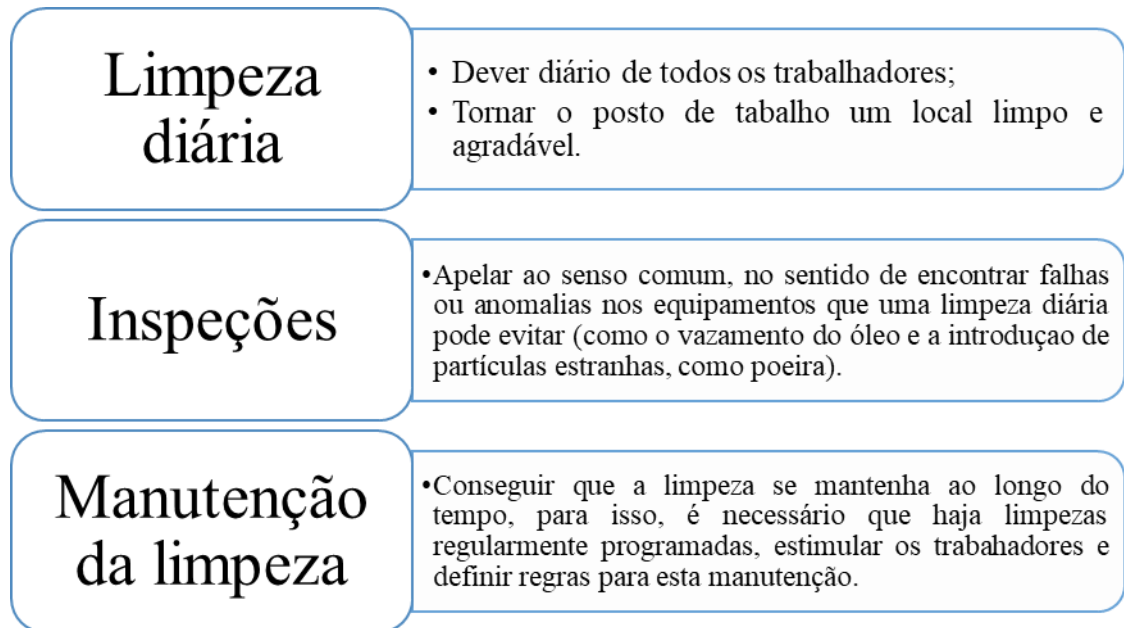 Limpeza
diária
• Dever diário de todos os trabalhadores;
• Tornar o posto de tabalho um local limpo e
agradável.
Inspeções
•Apelar ao senso comum, no sentido de encontrar falhas
ou anomalias nos equipamentos que uma limpeza diária
pode evitar (como o vazamento do óleo e a introduçao de
partículas estranhas, como poeira).
Manutenção
da limpeza
•Conseguir que a limpeza se mantenha ao longo do
tempo, para isso, é necessário que haja limpezas
regularmente programadas, estimular os trabahadores e
definir regras para esta manutenção.